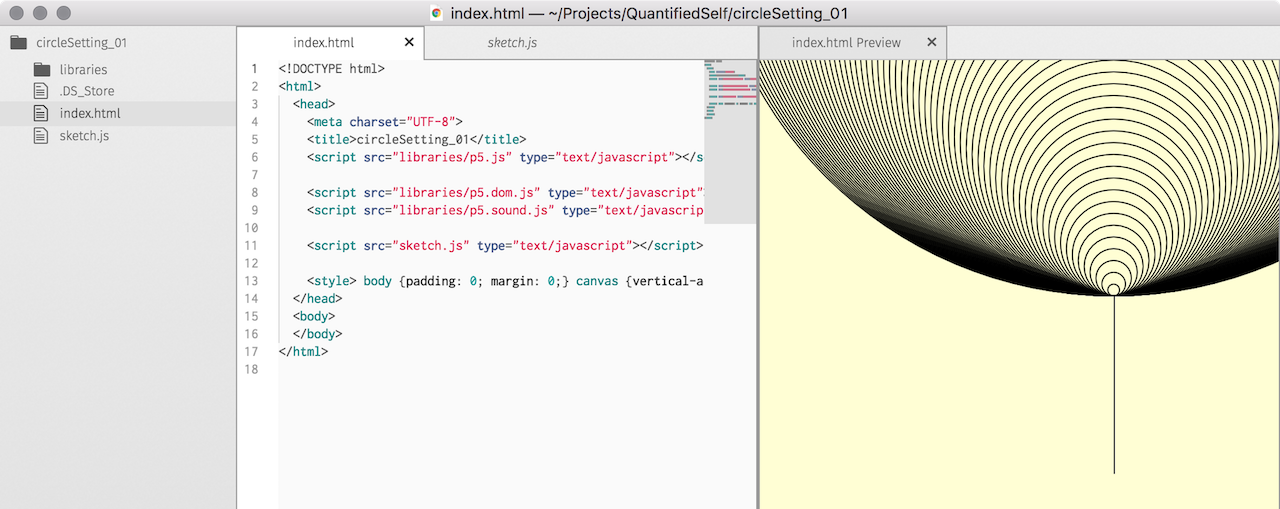 index.html — ~/Projects/QuantifiedSelf/circleSetting_01
circleSetting_01
libraries
.DS_Store
index.html
sketch.js
index.html
sketch.js
1 <!DOCTYPE html>
2 <html>
3 <head>
4 <meta charset="UTF-8">
5 <title>circleSetting_01</title>
6 <script src="libraries/p5.js" type="text/javascript"></s
7
8 <script src="libraries/p5.dom.js" type="text/javascript"
9 <script src="libraries/p5.sound.js" type="text/javascrip
10
11 <script src="sketch.js" type="text/javascript"></script>
12
13 <style> body {padding: 0; margin: 0;} canvas {vertical-a
14 </head>
15 <body>
16 </body>
17 </html>
18
index.html Preview